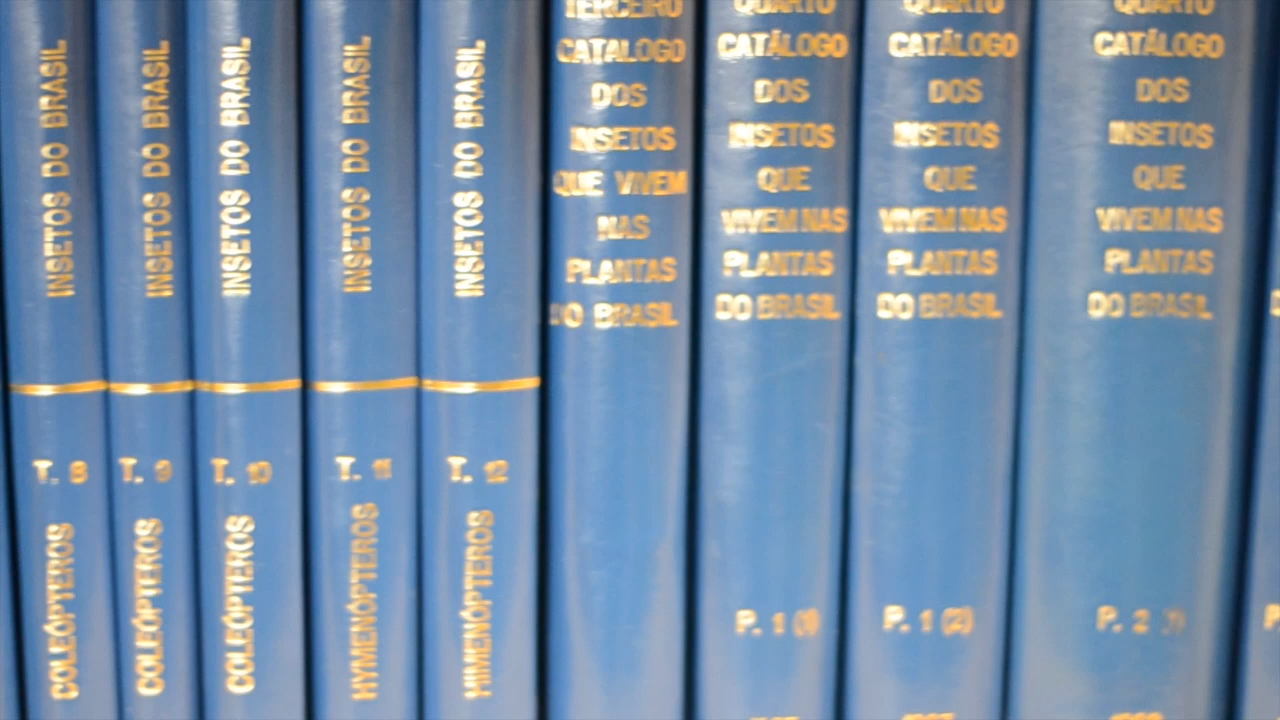 INSETOS DO BRASIL
T. 8
COLEÓPTEROS
INSETOS DO BRASIL
T. 9
COLEÓPTEROS
INSETOS DO BRASIL
T. 10
COLEÓPTEROS
INSETOS DO BRASIL
T. 11
HYMENÓPTEROS
INSETOS DO BRASIL
T. 12
HIMENÓPTEROS
TERCEIRO
CATALOGO
DOS
INSETOS
QUE VIVEM
NAS
PLANTAS
DO BRASIL
QUARTO
CATÁLOGO
DOS
INSETOS
QUE
VIVEM NAS
PLANTAS
DO BRASIL
P. 1 (1)
QUARTO
CATÁLOGO
DOS
INSETOS
QUE
VIVEM NAS
PLANTAS
DO BRASIL
P. 1 (2)
QUARTO
CATÁLOGO
DOS
INSETOS
QUE
VIVEM NAS
PLANTAS
DO BRASIL
P. 2